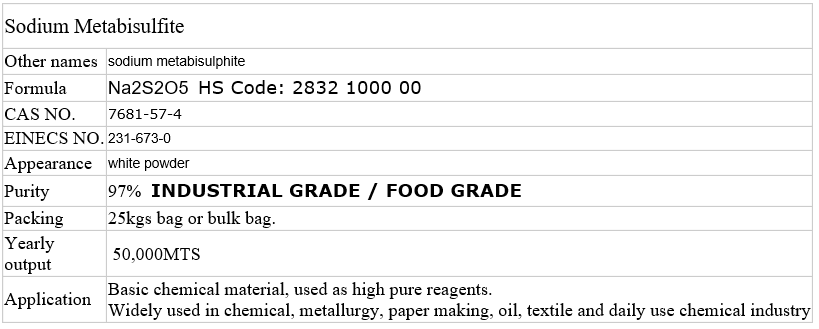 Sodium Metabisulfite
Other names sodium metabisulphite
Formula Na2S2O5 HS Code: 2832 1000 00
CAS NO. 7681-57-4
EINECS NO. 231-673-0
Appearance white powder
Purity 97% INDUSTRIAL GRADE / FOOD GRADE
Packing 25kgs bag or bulk bag.
Yearly
output 50,000MTS
Application Basic chemical material, used as high pure reagents.
Widely used in chemical, metallurgy, paper making, oil, textile and daily use chemical industry